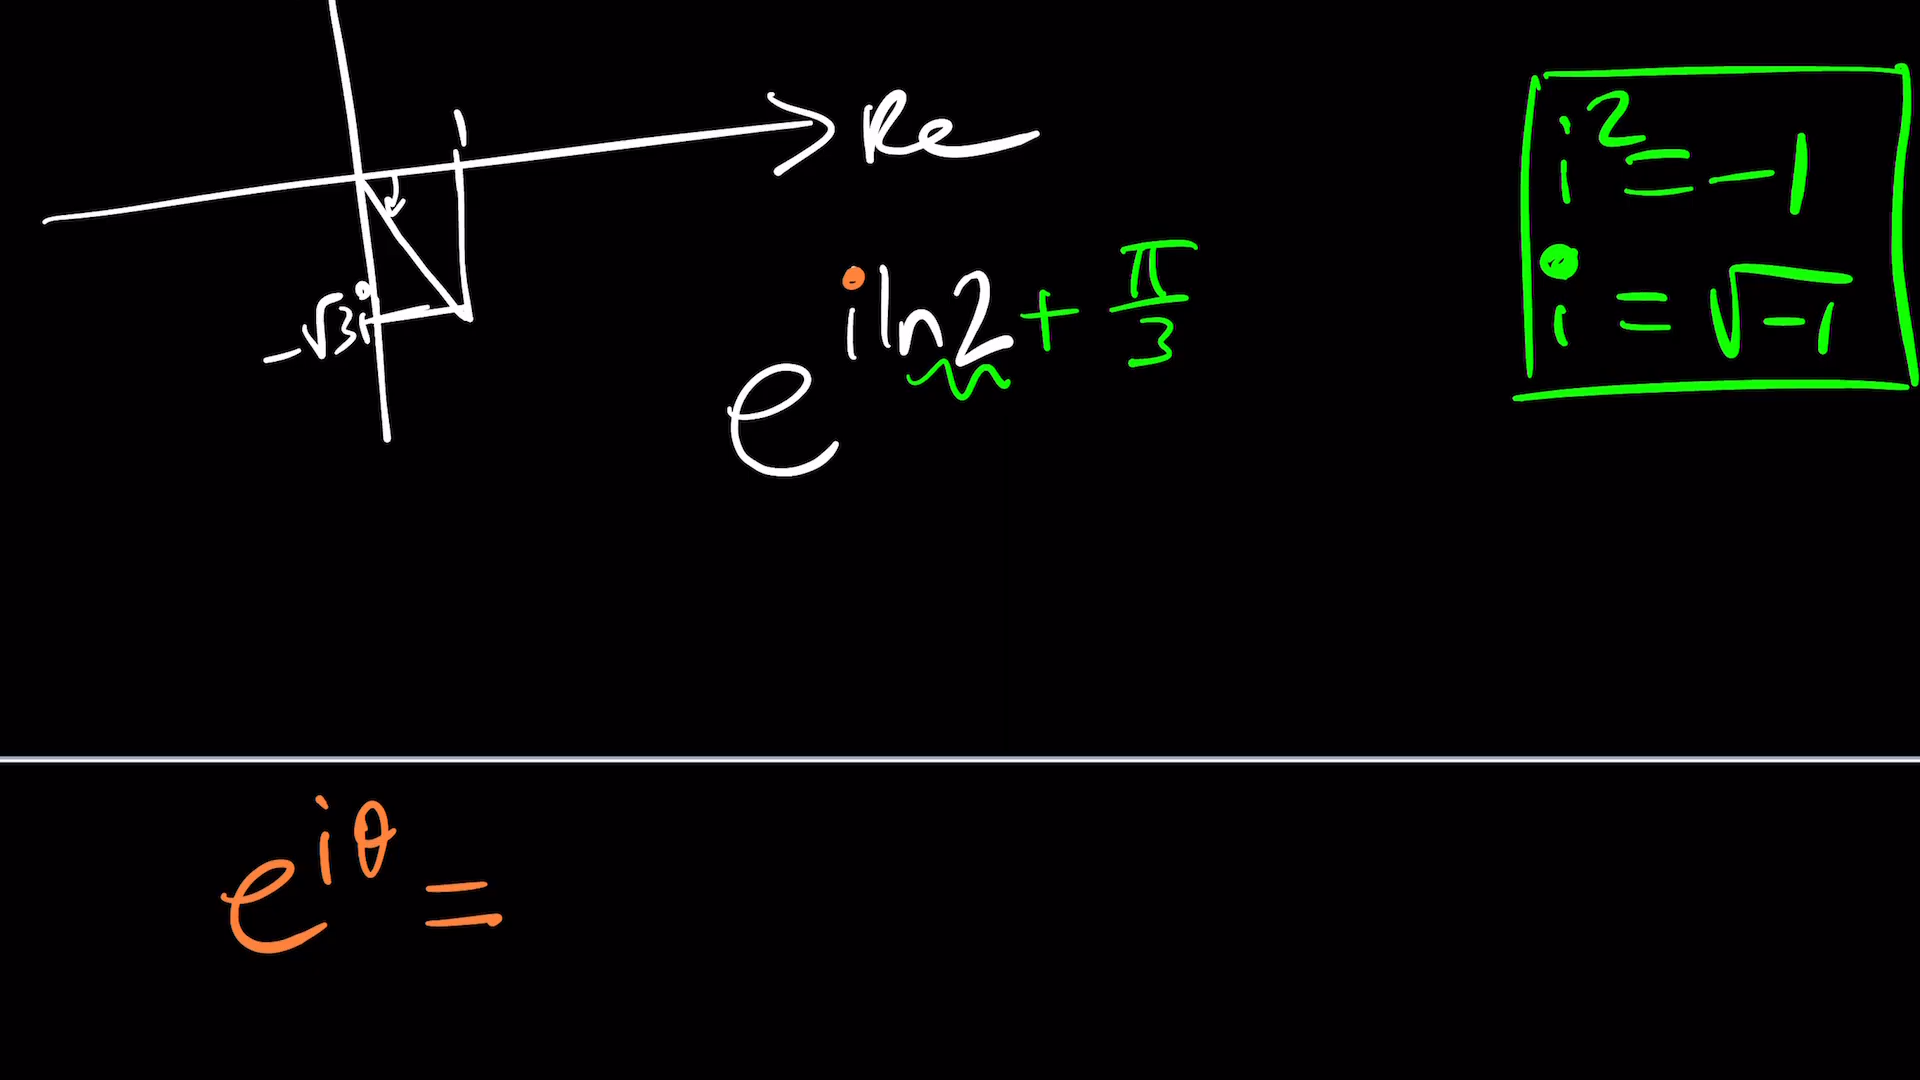 1
Re
-√3i
e^{i ln2 + π/3}
i² = -1
i = √-1
e^{iθ} =